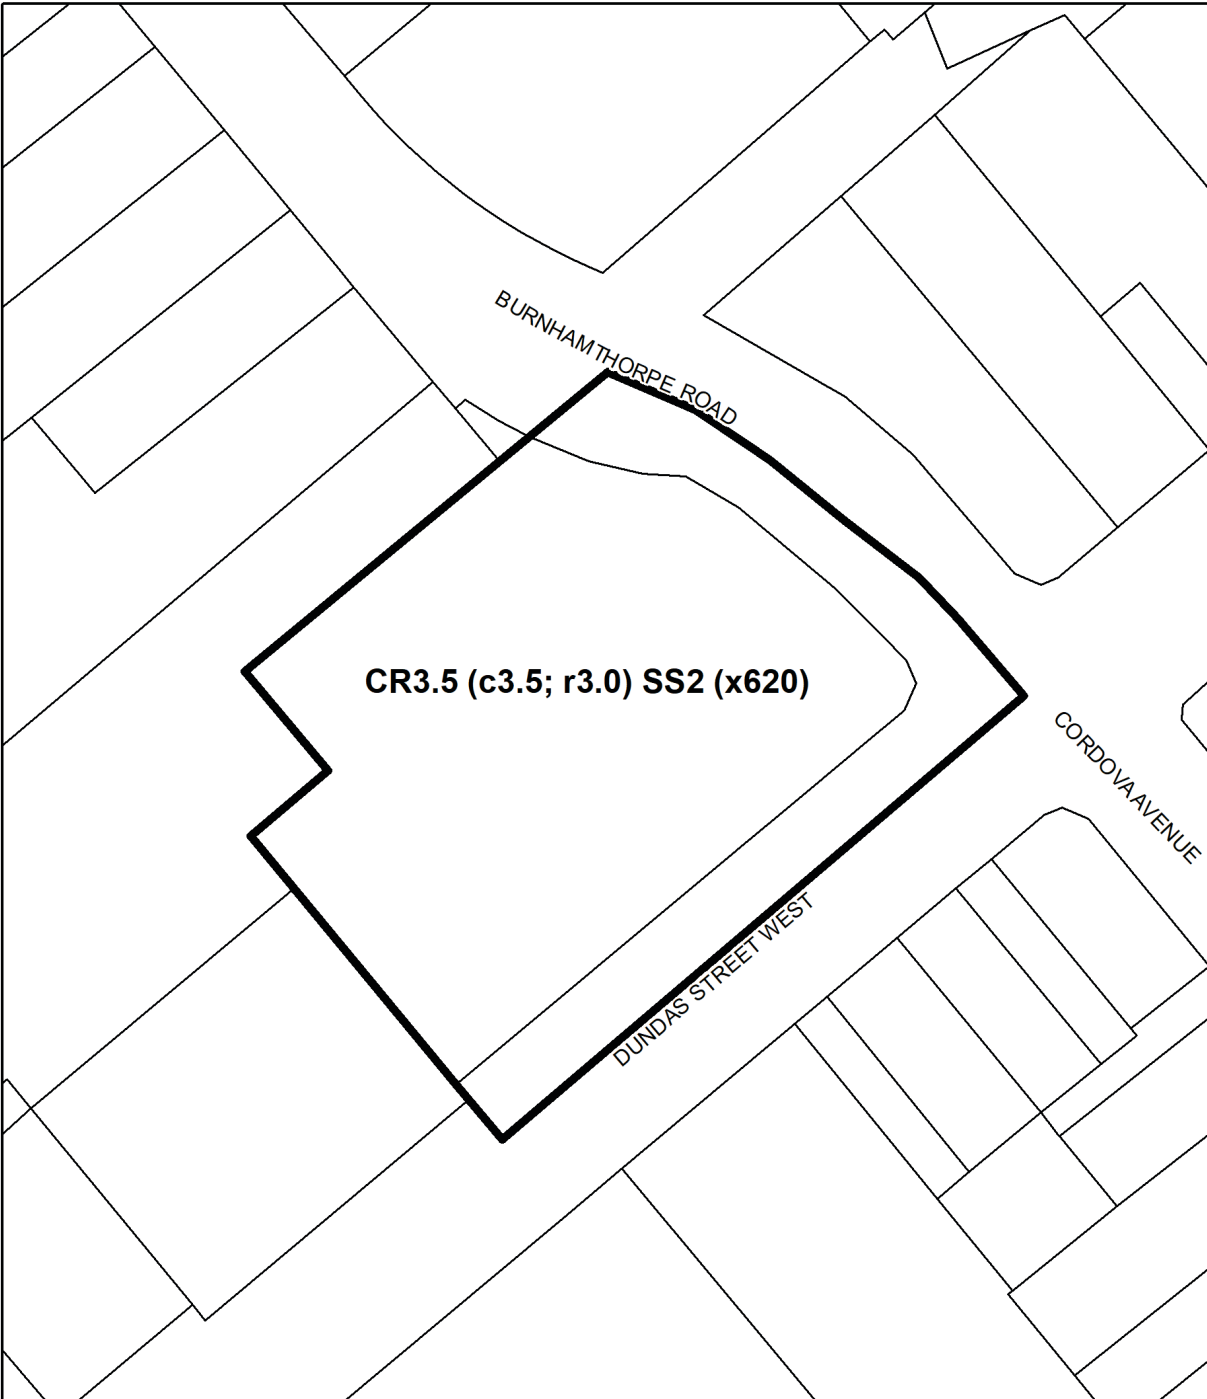 BURNHAMTHORPE ROAD
CR3.5 (c3.5; r3.0) SS2 (x620)
CORDOVA AVENUE
DUNDAS STREET WEST